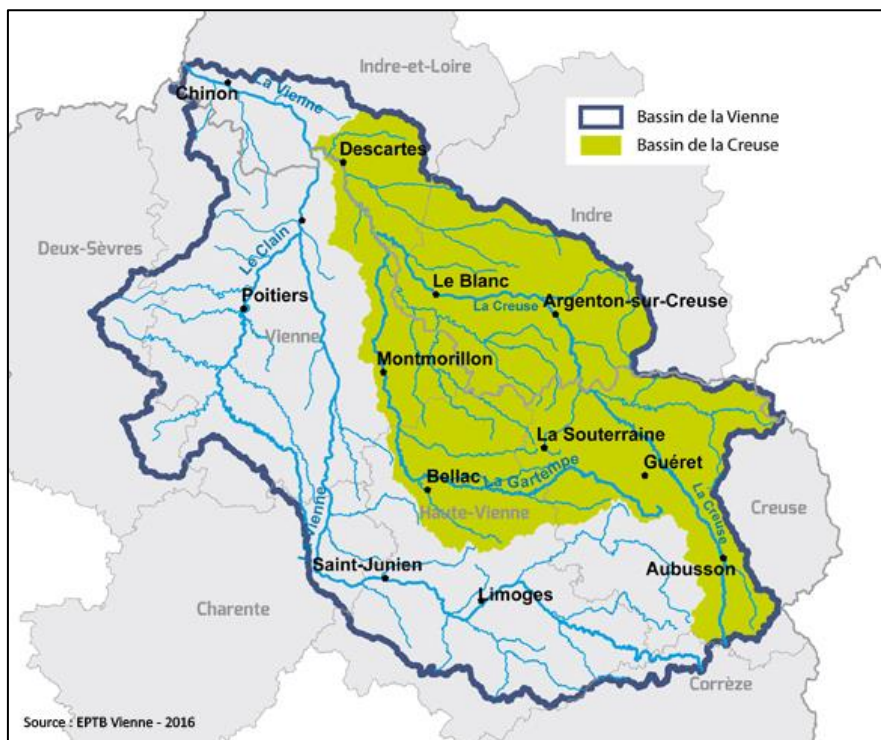 Indre-et-Loire
Chinon
La Vienne
Bassin de la Vienne
Bassin de la Creuse
Descartes
Indre
Deux-Sèvres
Le Clain
Le Blanc
Poitiers
La Creuse
Argenton-sur-Creuse
Vienne
Montmorillon
La Souterraine
Guéret
Bellac
La Gartempe
La Creuse
Haute-Vienne
Creuse
Vienne
Saint-Junien
Aubusson
Limoges
Charente
Corrèze
Source : EPTB Vienne - 2016